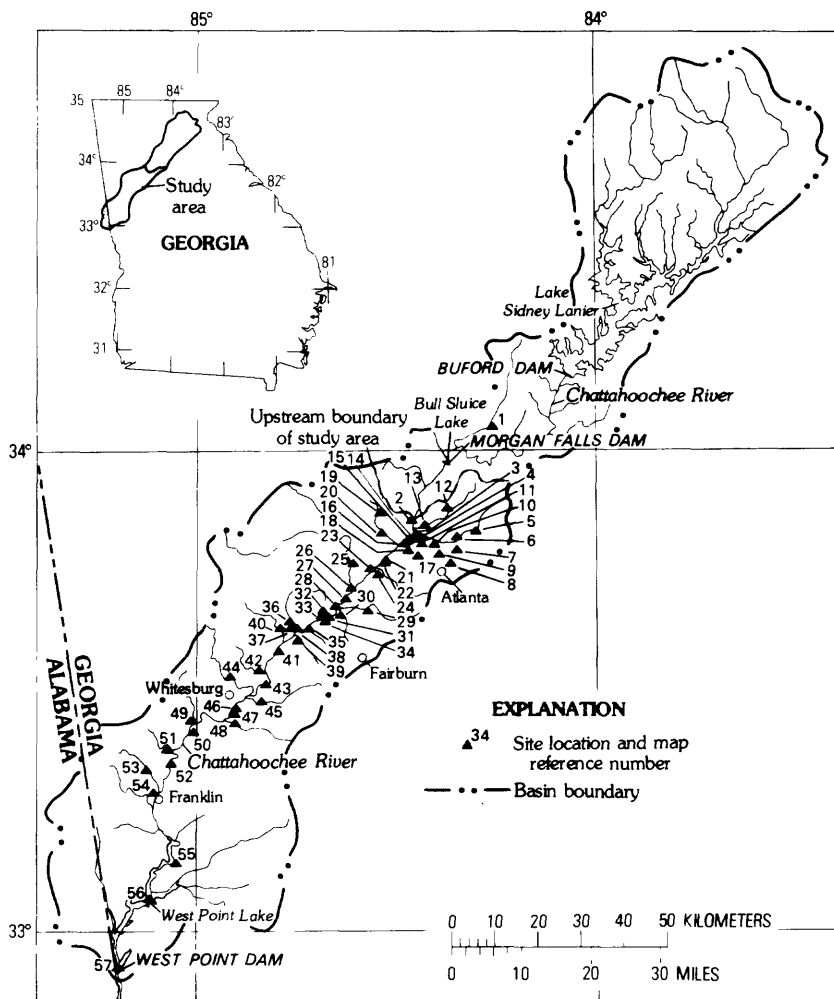 85°
84°
85
84°
35
83'
34°
82°
Study
area
33°
GEORGIA
81
32°
31
Lake
Sidney Lanier
BUFORD DAM
Chattahoochee River
Bull Sluice
Lake
1
Upstream boundary
of study area
MORGAN FALLS DAM
34°
15 14
13
12
3
4
19
2
11
20
10
16
5
18
6
23
7
26
25
17
9
27
21
8
28
22
Atlanta
32
30
24
36
33
29
40
31
37
35
34
41
38
39
Fairburn
44
42
43
Whitesburg
46
45
49
47
48
50
51
52
Chattahoochee River
53
54
Franklin
55
56
West Point Lake
33°
57
WEST POINT DAM
GEORGIA
ALABAMA
EXPLANATION
34
Site location and map
reference number
Basin boundary
0 10 20 30 40 50 KILOMETERS
0 10 20 30 MILES